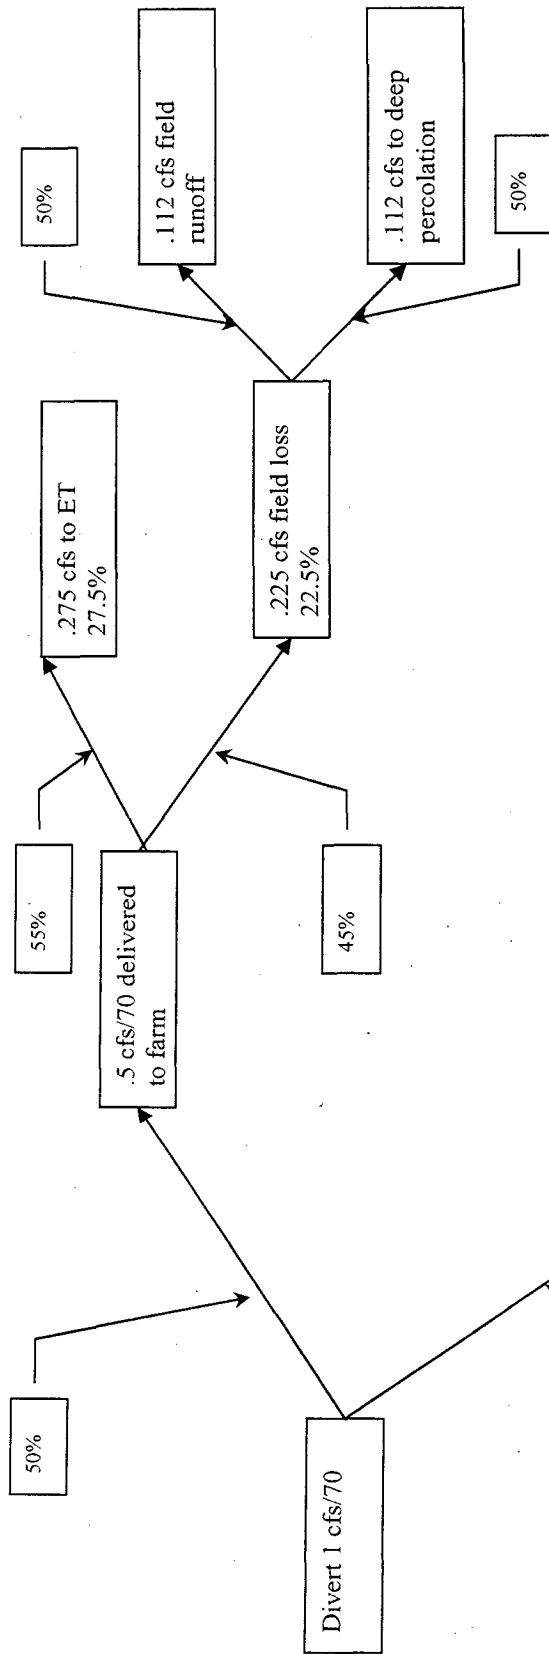 50%
Divert 1 cfs/70
.5 cfs/70 delivered
to farm
55%
45%
.275 cfs to ET
27.5%
.225 cfs field loss
22.5%
50%
.112 cfs field
runoff
.112 cfs to deep
percolation
50%